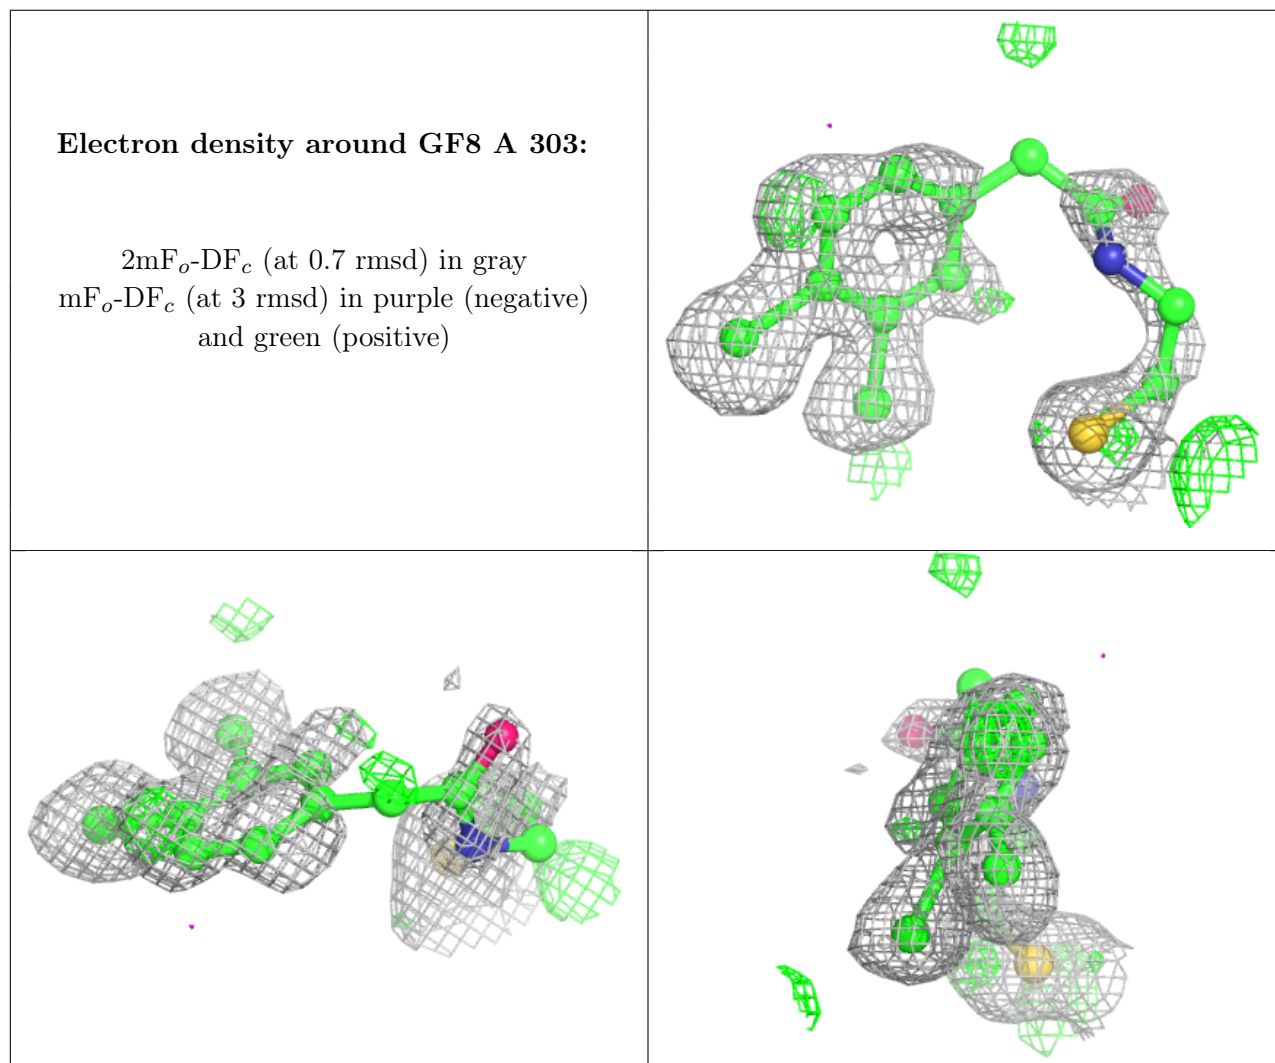 Electron density around GF8 A 303:
2mFo-DFc (at 0.7 rmsd) in gray
mFo-DFc (at 3 rmsd) in purple (negative)
and green (positive)